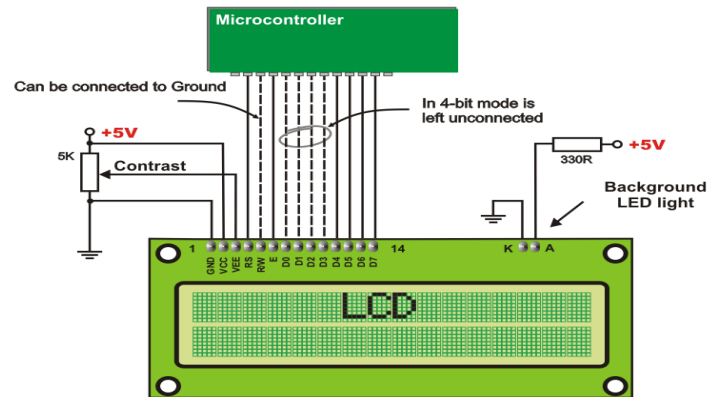 Microcontroller
Can be connected to Ground
In 4-bit mode is
left unconnected
+5V
5K
Contrast
330R
+5V
Background
LED light
1
14
K
A
GND
VCC
VEE
RS
R/W
E
D0
D1
D2
D3
D4
D5
D6
D7
LCD